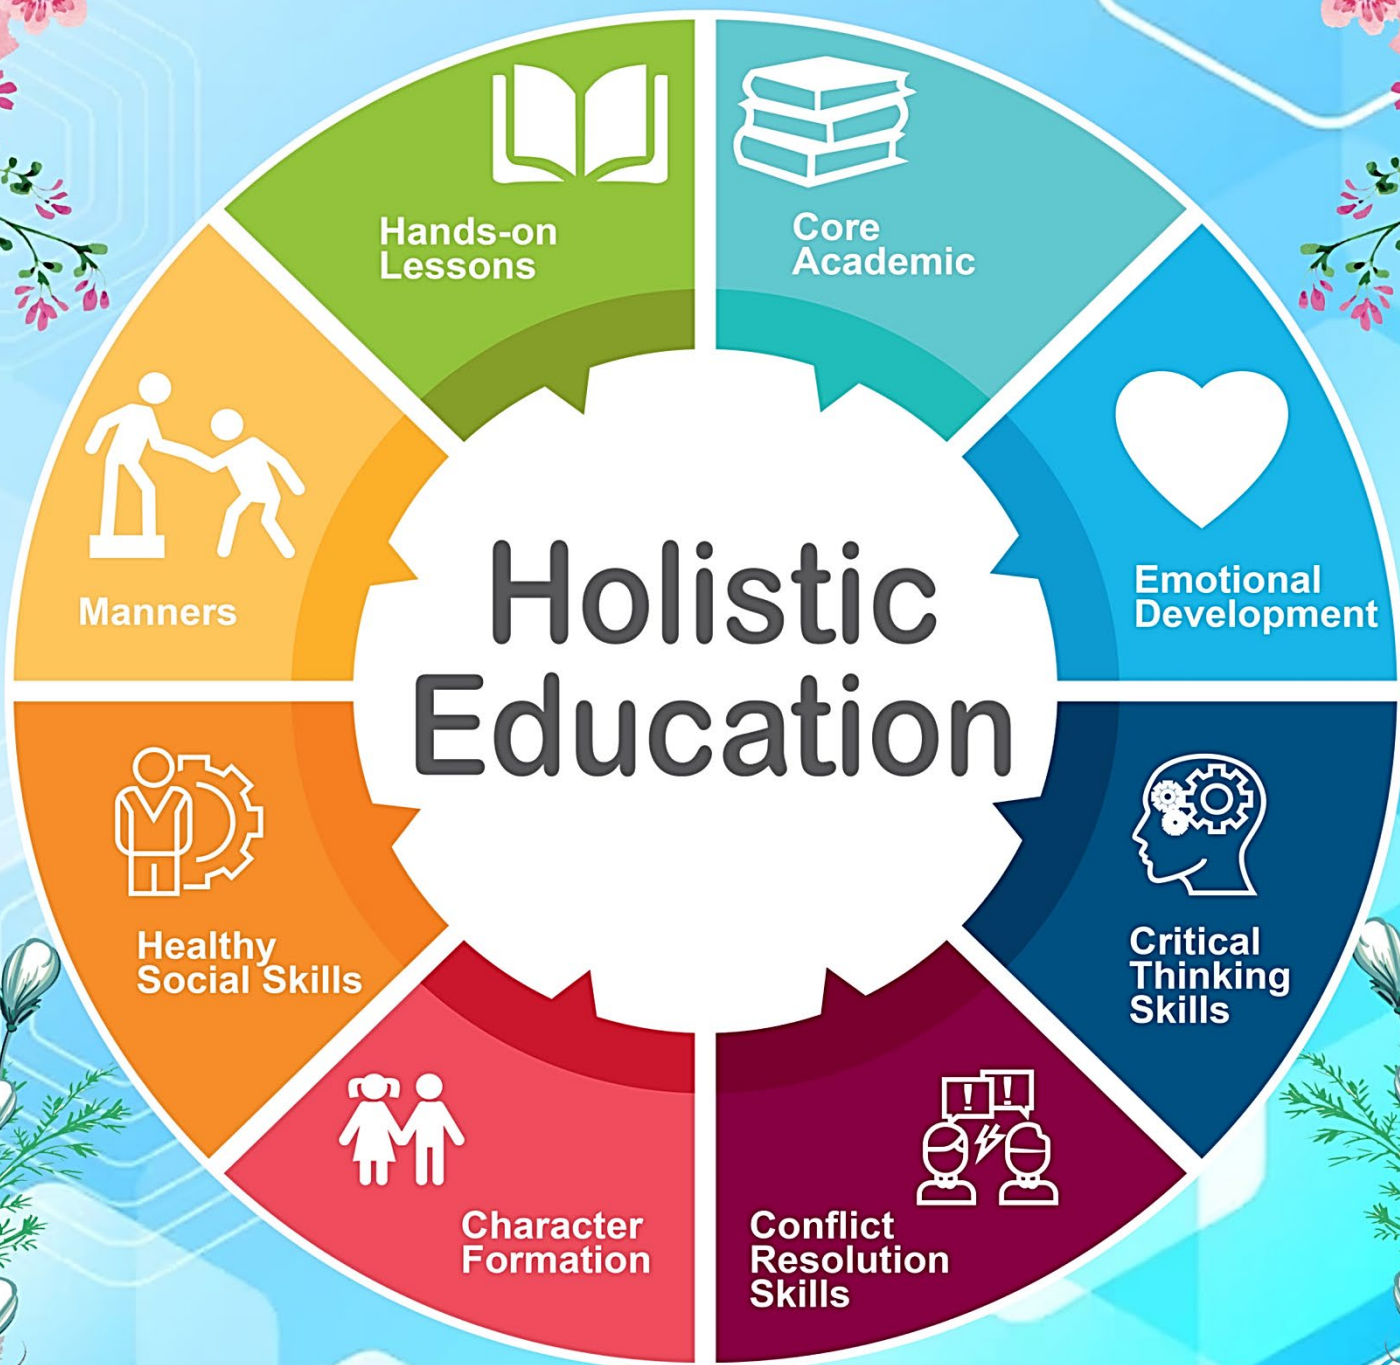 Holistic
Education
Core
Academic
Emotional
Development
Critical
Thinking
Skills
Conflict
Resolution
Skills
Character
Formation
Healthy
Social Skills
Manners
Hands-on
Lessons
! !